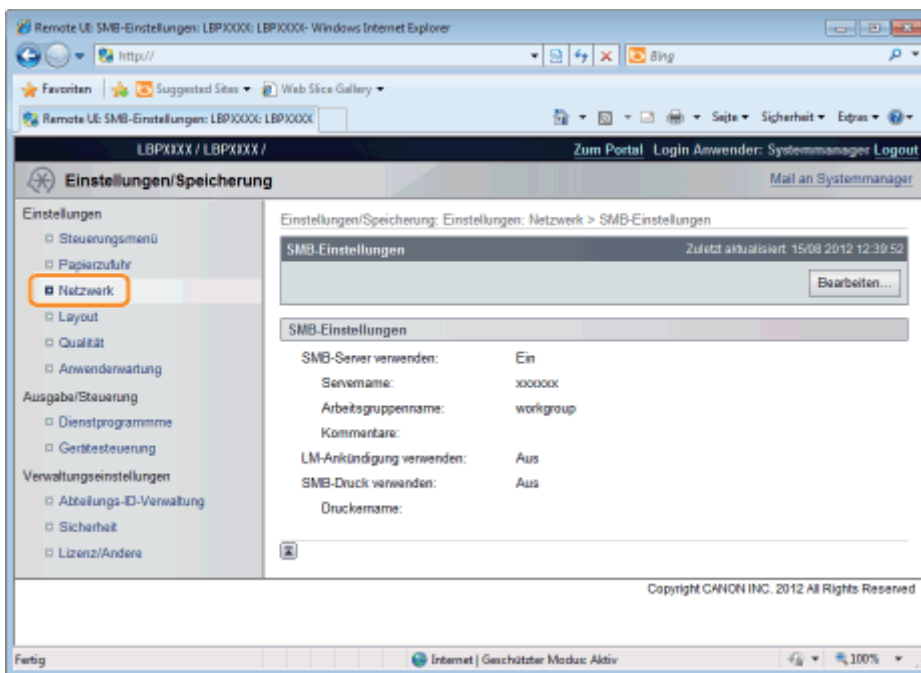 Remote UI: SMB-Einstellungen: LBPXXXX: LBPXXXX- Windows Internet Explorer
http://
Bing
Favoriten Suggested Sites Web Slice Gallery
Remote UI: SMB-Einstellungen: LBPXXXX: LBPXXXX Seite Sicherheit Extras
LBPXXXX / LBPXXXX / Zum Portal Login Anwender: Systemmanager Logout
Einstellungen/Speicherung Mail an Systemmanager
Einstellungen
Steuerungsmenü
Papierzufuhr
Netzwerk
Layout
Qualität
Anwenderwartung
Ausgabe/Steuerung
Dienstprogrammme
Gerätesteuerung
Verwaltungseinstellungen
Abteilungs-ID-Verwaltung
Sicherheit
Lizenz/Andere
Einstellungen/Speicherung: Einstellungen: Netzwerk > SMB-Einstellungen
SMB-Einstellungen Zuletzt aktualisiert: 15/08 2012 12:39:52
Bearbeiten...
SMB-Einstellungen
SMB-Server verwenden: Ein
Servername: xxxxxxx
Arbeitsgruppenname: workgroup
Kommentare:
LM-Ankündigung verwenden: Aus
SMB-Druck verwenden: Aus
Druckername:
Copyright CANON INC. 2012 All Rights Reserved
Fertig Internet | Geschützter Modus: Aktiv 100%